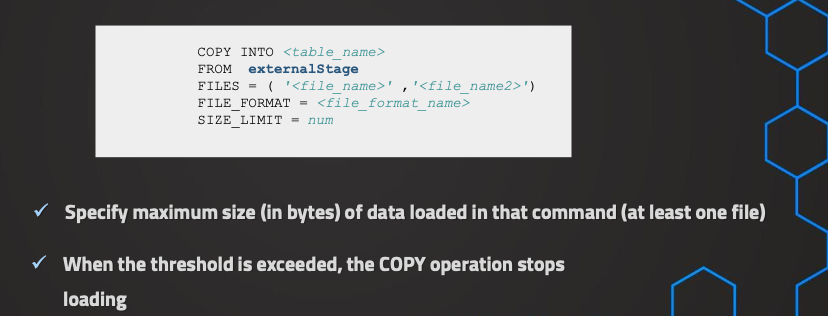 COPY INTO <table_name>
FROM externalStage
FILES = ( '<file_name>' ,'<file_name2>')
FILE_FORMAT = <file_format_name>
SIZE_LIMIT = num
✓ Specify maximum size (in bytes) of data loaded in that command (at least one file)
✓ When the threshold is exceeded, the COPY operation stops
loading